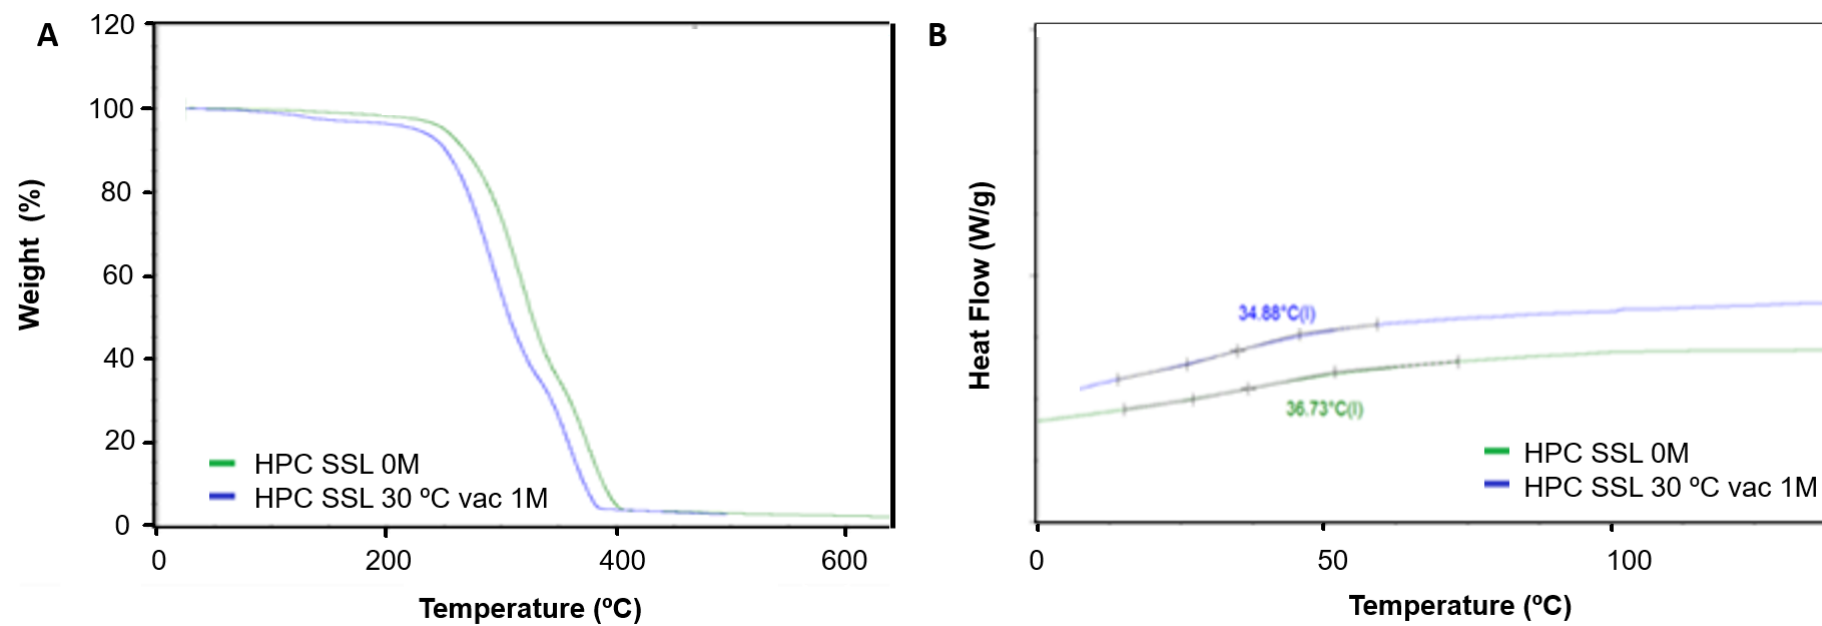 A
120
100
80
60
40
20
0
Weight (%)
HPC SSL 0M
HPC SSL 30 ºC vac 1M
0
200
400
600
Temperature (ºC)
B
Heat Flow (W/g)
34.88°C(I)
36.73°C(I)
HPC SSL 0M
HPC SSL 30 ºC vac 1M
0
50
100
Temperature (ºC)